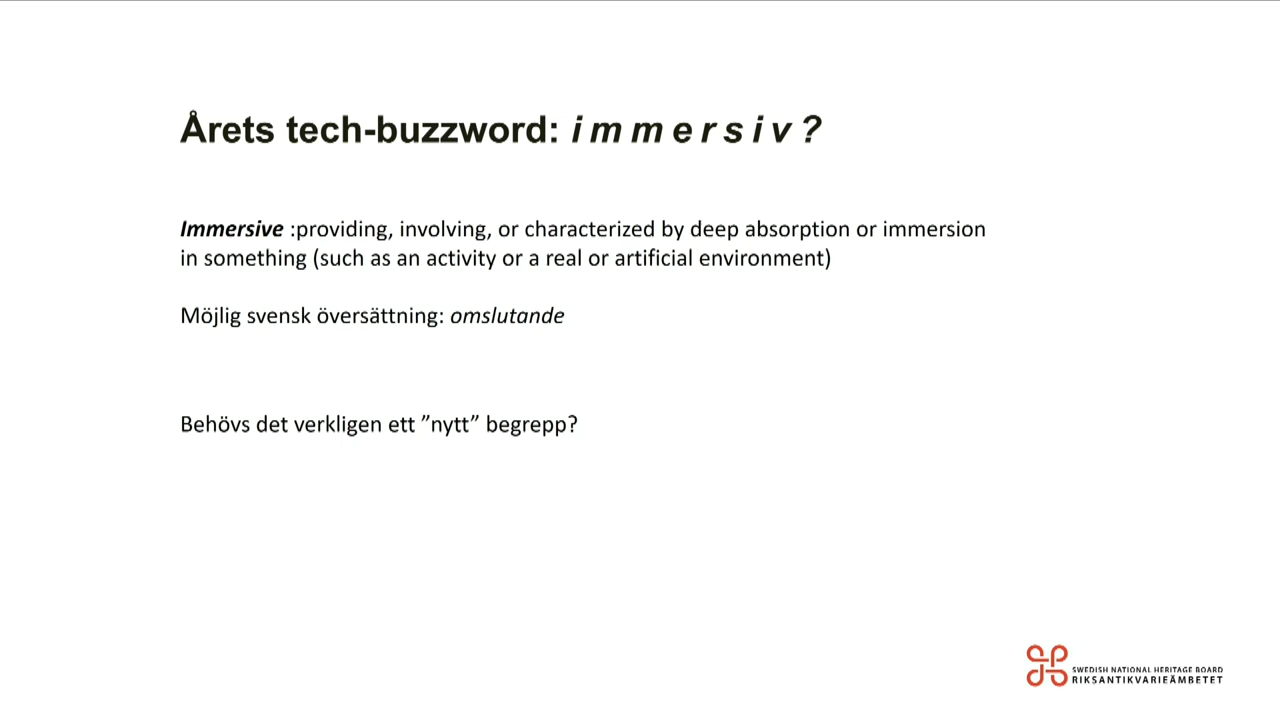 Årets tech-buzzword: immersiv?
Immersive :providing, involving, or characterized by deep absorption or immersion
in something (such as an activity or a real or artificial environment)
Möjlig svensk översättning: omslutande
Behövs det verkligen ett ”nytt” begrepp?
SWEDISH NATIONAL HERITAGE BOARD
RIKSANTIKVARIEÄMBETET